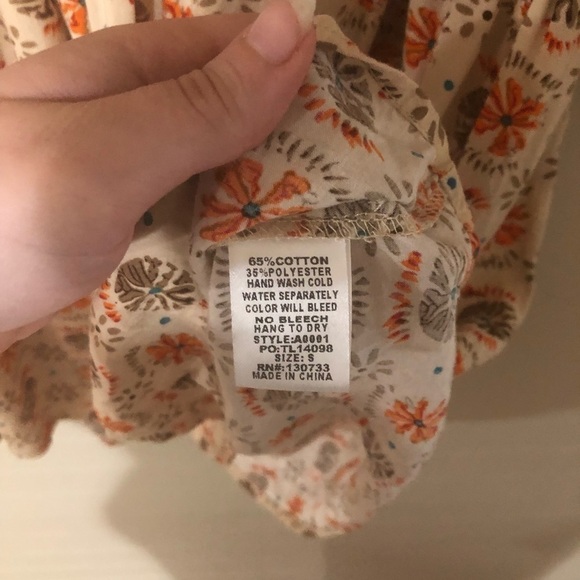 65%COTTON
35%POLYESTER
HAND WASH COLD
WATER SEPARATELY
COLOR WILL BLEED
NO BLEECH
HANG TO DRY
STYLE:A0001
PO:TL14098
SIZE: S
RN#:130733
MADE IN CHINA